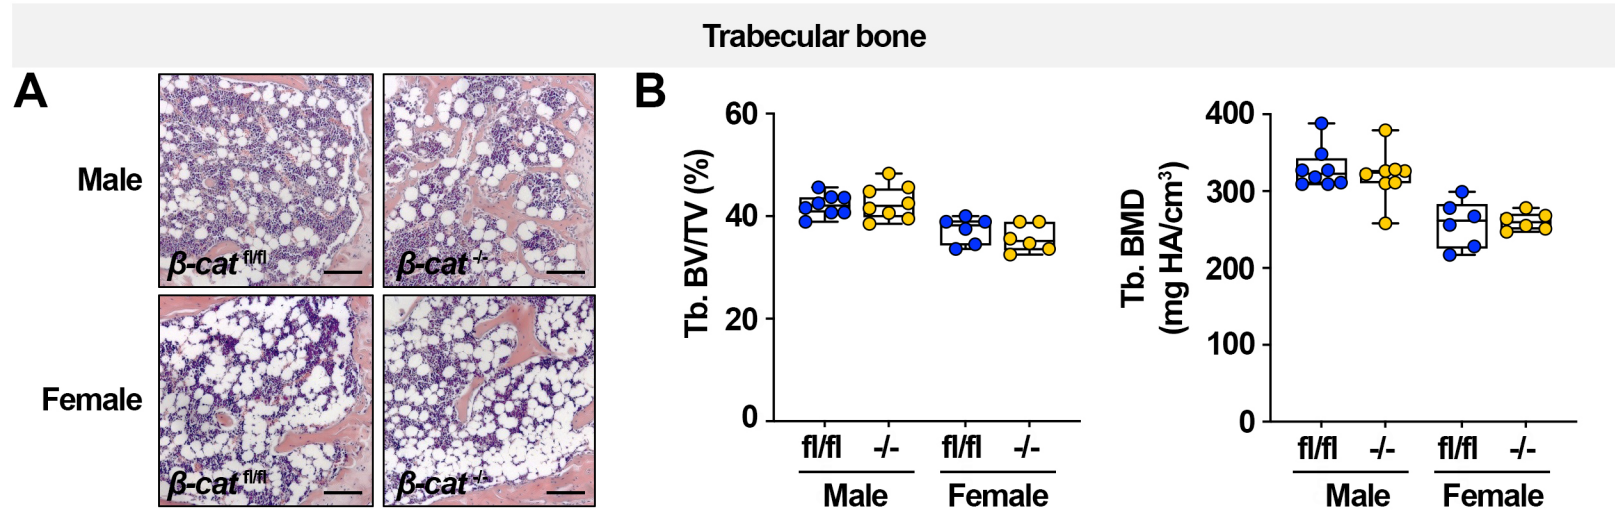 Trabecular bone
A
Male
β-cat fl/fl
β-cat -/-
Female
β-cat fl/fl
β-cat -/-
B
Tb. BV/TV (%)
60
40
20
0
fl/fl -/- fl/fl -/-
Male Female
Tb. BMD
(mg HA/cm³)
400
300
200
100
0
fl/fl -/- fl/fl -/-
Male Female